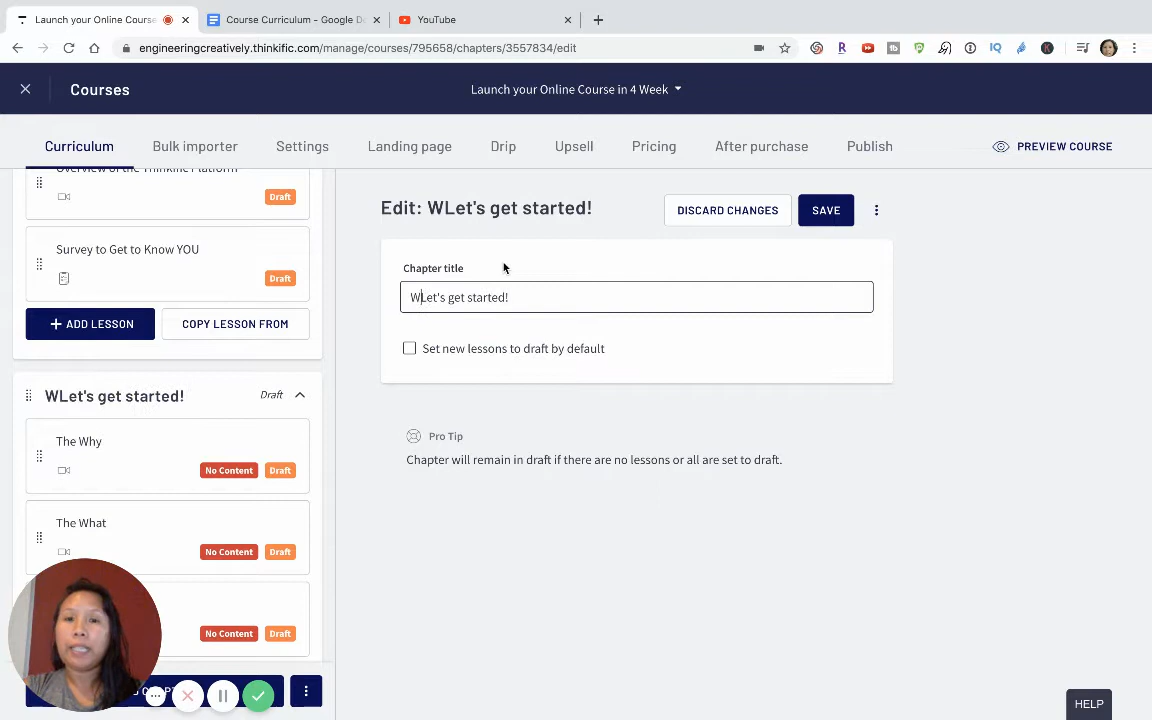 Launch your Online Course
Course Curriculum - Google Do
YouTube
engineeringcreatively.thinkific.com/manage/courses/795658/chapters/3557834/edit
Courses
Launch your Online Course in 4 Week
Curriculum
Bulk importer
Settings
Landing page
Drip
Upsell
Pricing
After purchase
Publish
PREVIEW COURSE
Overview of the Thinkific Platform
Draft
Survey to Get to Know YOU
Draft
+ ADD LESSON
COPY LESSON FROM
WLet's get started!
Draft
The Why
No Content
Draft
The What
No Content
Draft
No Content
Draft
Edit: WLet's get started!
DISCARD CHANGES
SAVE
Chapter title
WLet's get started!
Set new lessons to draft by default
Pro Tip
Chapter will remain in draft if there are no lessons or all are set to draft.
HELP